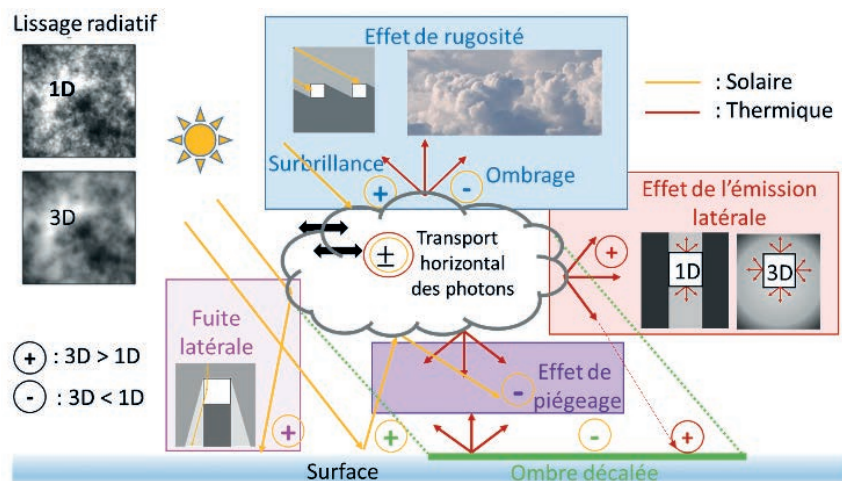 Lissage radiatif
1D
3D
+ : 3D > 1D
- : 3D < 1D
Effet de rugosité
Surbrillance
+
-
Ombrage
: Solaire
: Thermique
Effet de l'émission
latérale
+
1D
3D
±
Transport
horizontal
des photons
Fuite
latérale
+
Effet de
piégeage
-
+
-
+
Surface
Ombre décalée